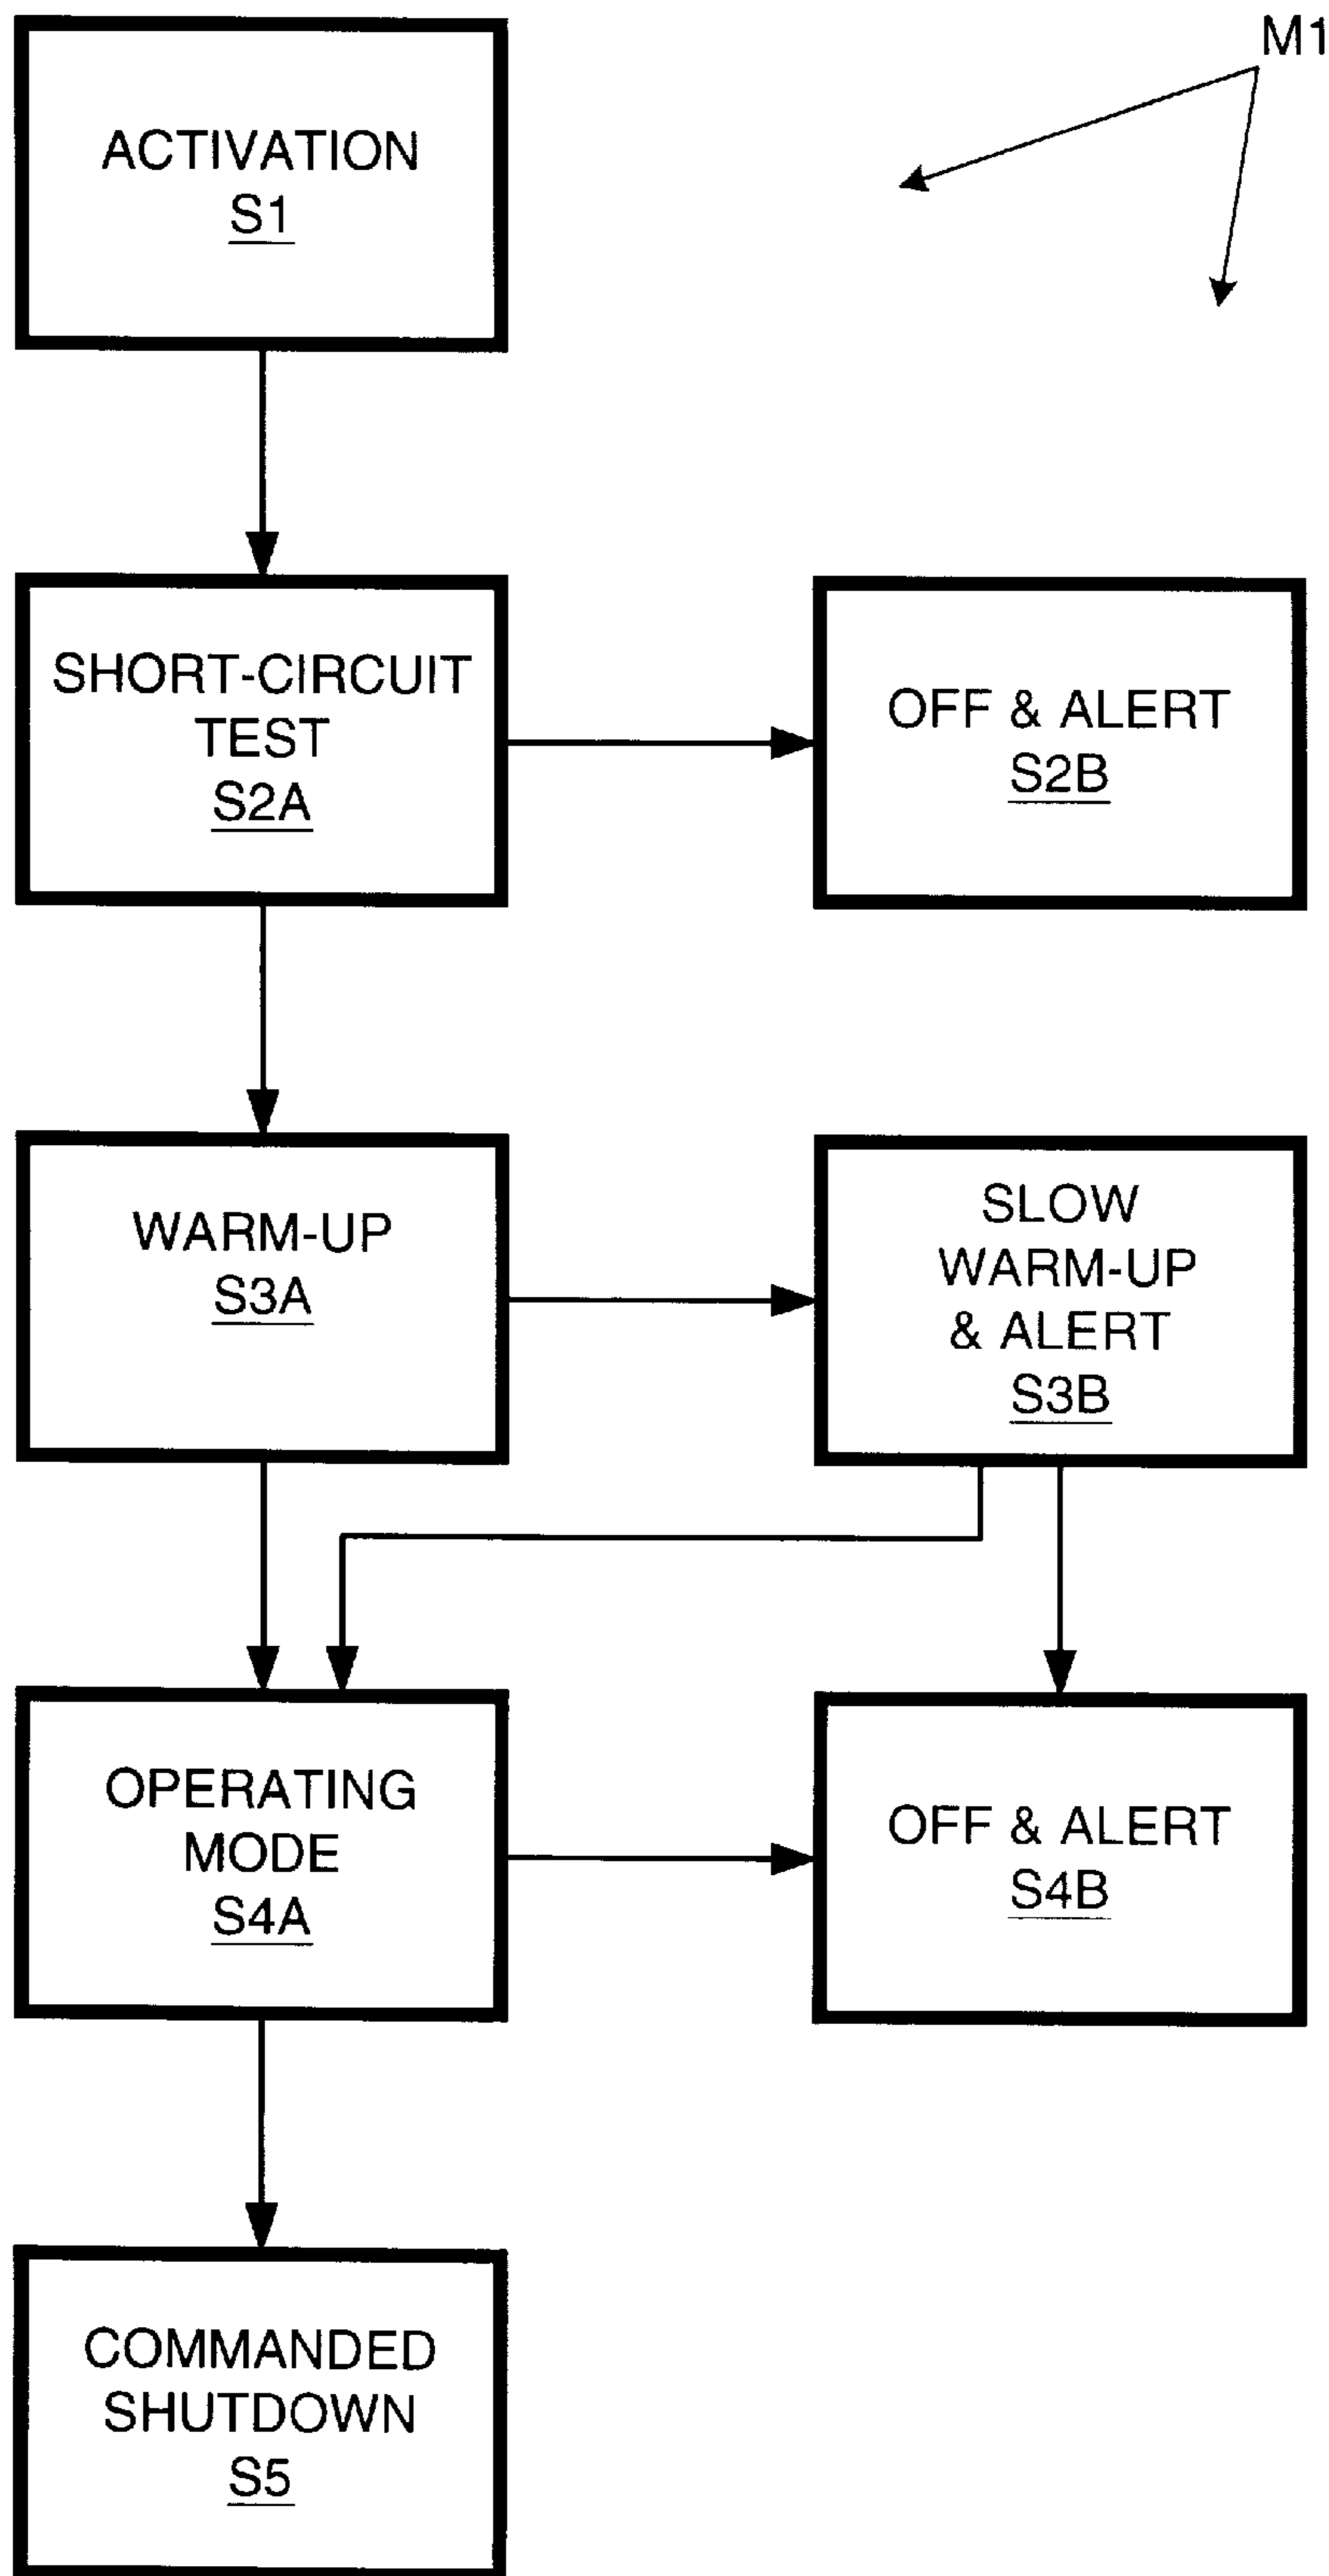 M1
ACTIVATION
S1
SHORT-CIRCUIT
TEST
S2A
OFF & ALERT
S2B
WARM-UP
S3A
SLOW
WARM-UP
& ALERT
S3B
OPERATING
MODE
S4A
OFF & ALERT
S4B
COMMANDED
SHUTDOWN
S5